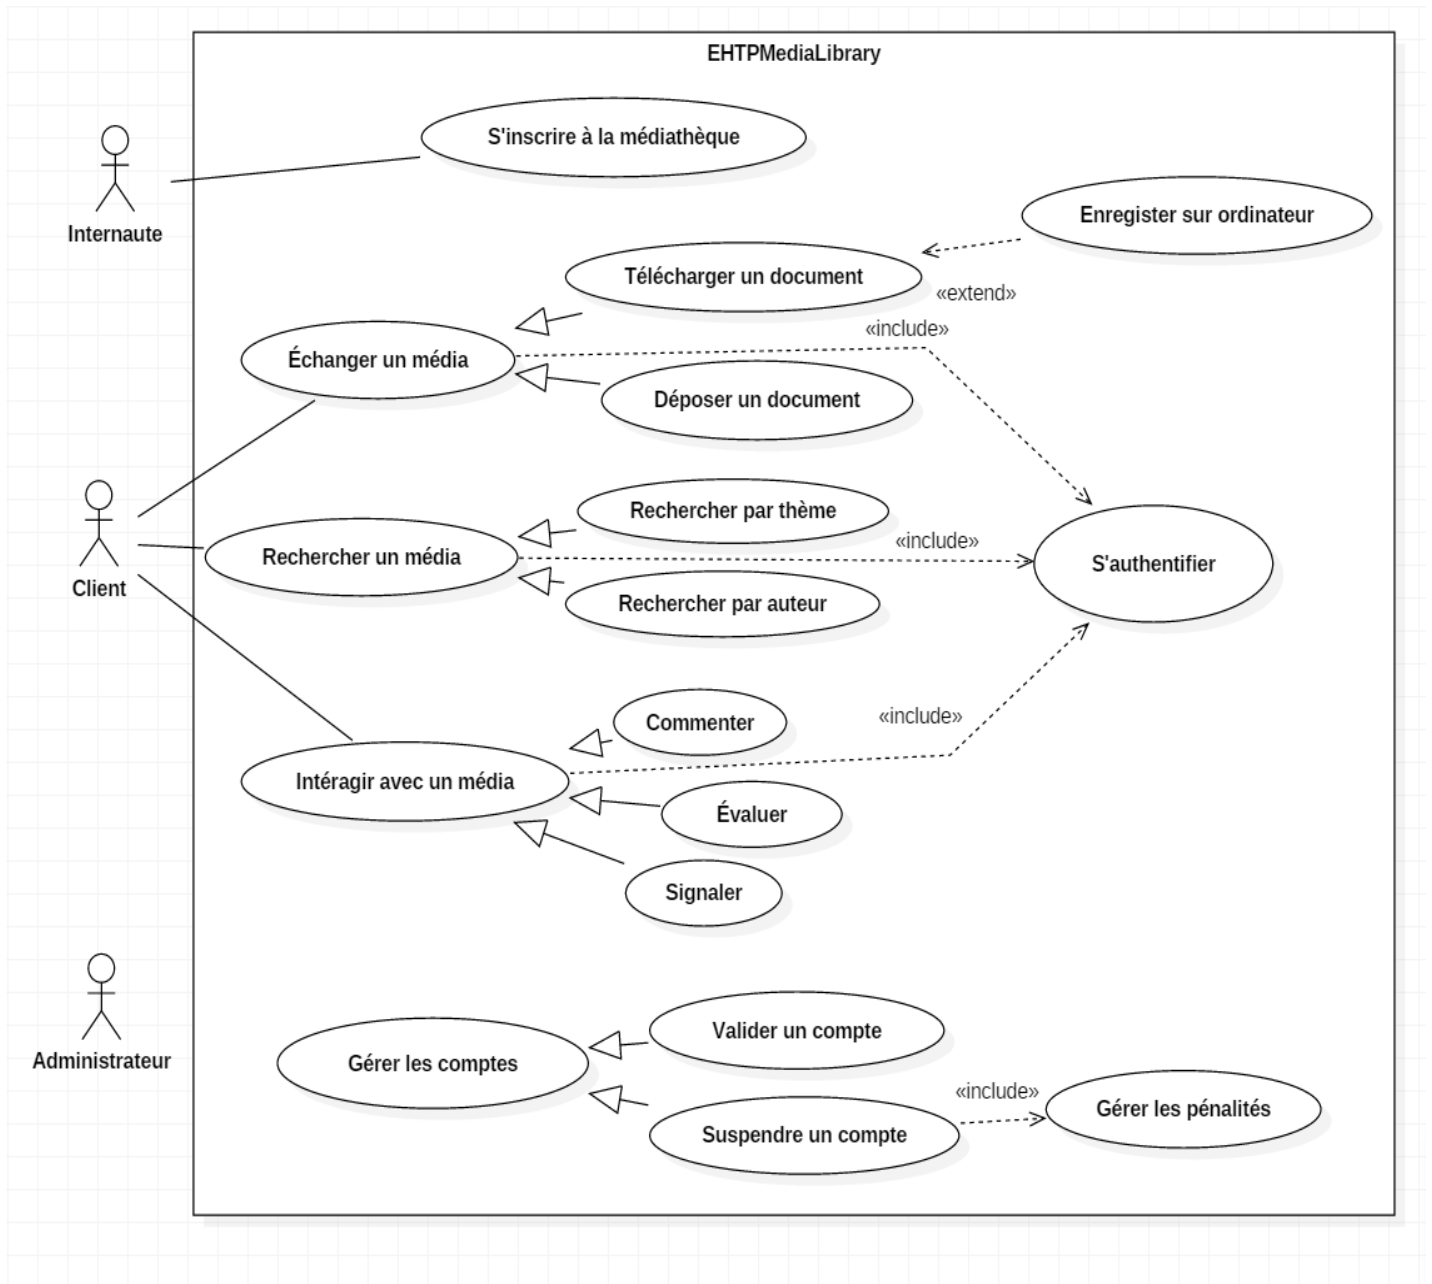 EHTPMediaLibrary
S'inscrire à la médiathèque
Internaute
Enregister sur ordinateur
Télécharger un document
«extend»
«include»
Échanger un média
Déposer un document
Rechercher par thème
«include»
Rechercher un média
S'authentifier
Client
Rechercher par auteur
Commenter
«include»
Intéragir avec un média
Évaluer
Signaler
Administrateur
Valider un compte
Gérer les comptes
«include»
Gérer les pénalités
Suspendre un compte